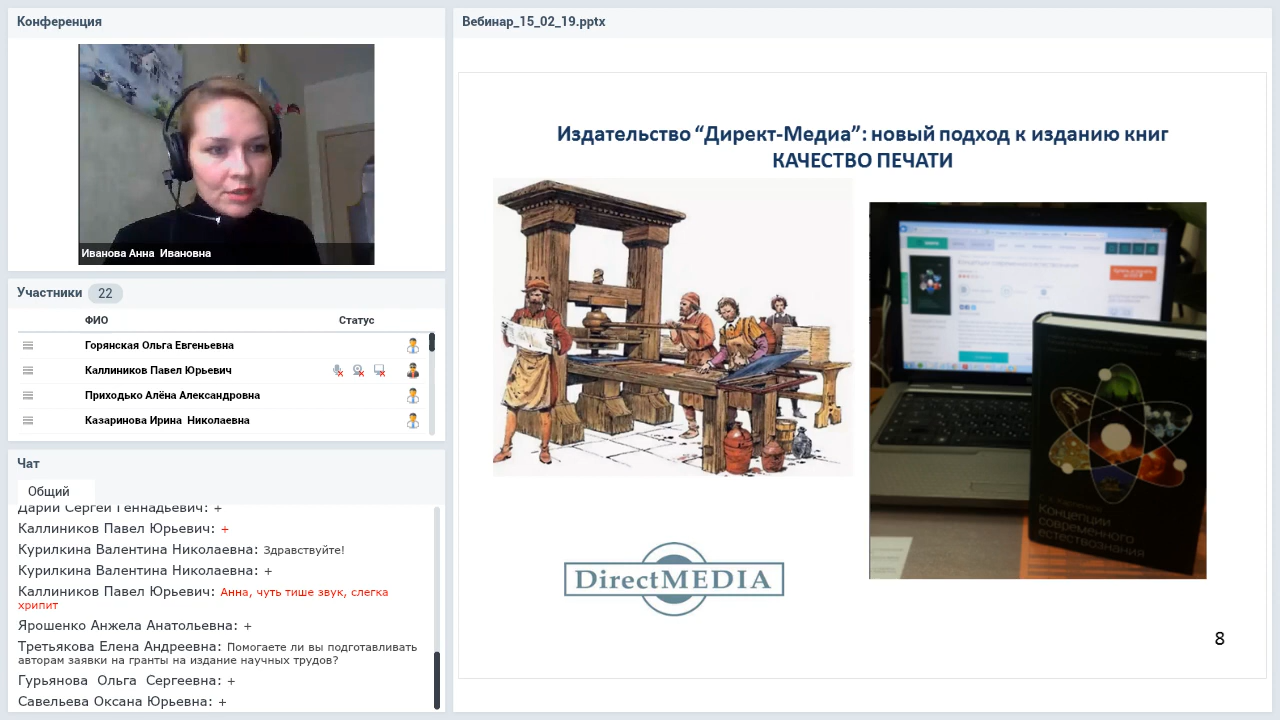 Конференция
Иванова Анна Ивановна
Участники 22
ФИО Статус
Горянская Ольга Евгеньевна
Каллиников Павел Юрьевич
Приходько Алёна Александровна
Казаринова Ирина Николаевна
Чат
Общий
Дарий Сергей Геннадьевич: +
Каллиников Павел Юрьевич: +
Курилкина Валентина Николаевна: Здравствуйте!
Курилкина Валентина Николаевна: +
Каллиников Павел Юрьевич: Анна, чуть тише звук, слегка
хрипит
Ярошенко Анжела Анатольевна: +
Третьякова Елена Андреевна: Помогаете ли вы подготавливать
авторам заявки на гранты на издание научных трудов?
Гурьянова Ольга Сергеевна: +
Савельева Оксана Юрьевна: +
Вебинар_15_02_19.pptx
Издательство “Директ-Медиа”: новый подход к изданию книг
КАЧЕСТВО ПЕЧАТИ
Концепции
современного
естествознания
DirectMEDIA
8